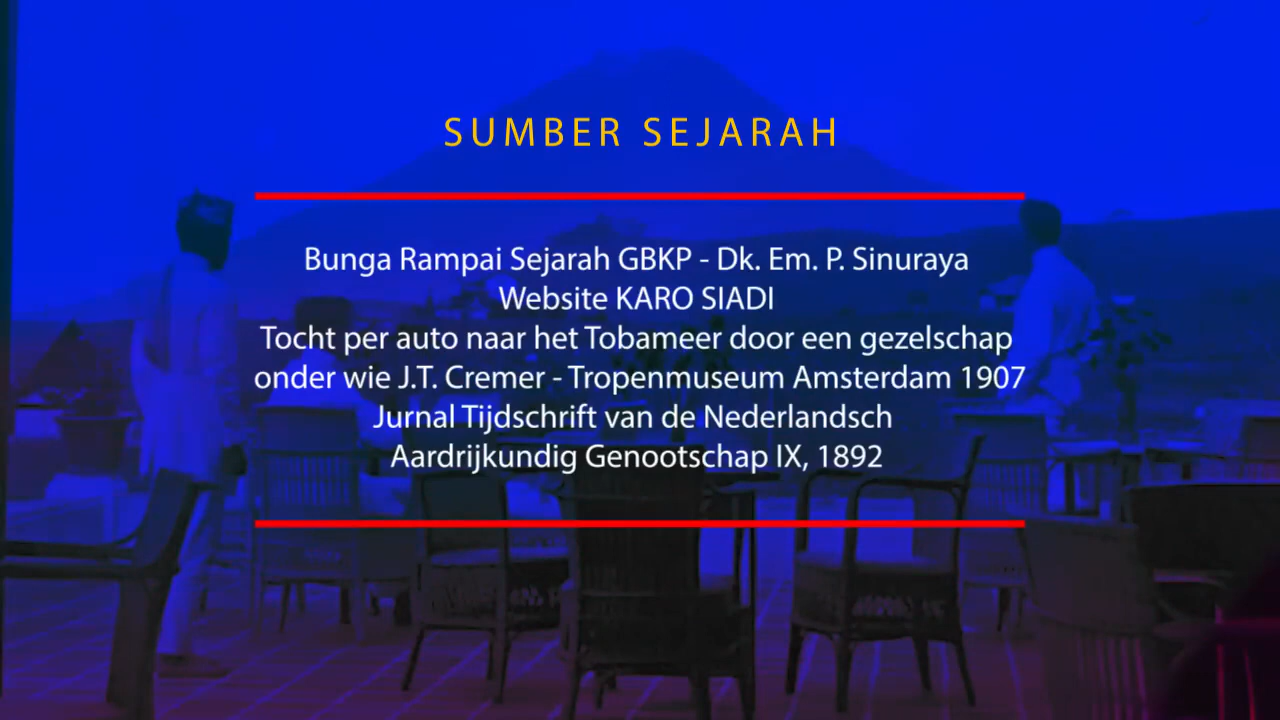 SUMBER SEJARAH
Bunga Rampai Sejarah GBKP - Dk. Em. P. Sinuraya
Website KARO SIADI
Tocht per auto naar het Tobameer door een gezelschap
onder wie J.T. Cremer - Tropenmuseum Amsterdam 1907
Jurnal Tijdschrift van de Nederlandsch
Aardrijkundig Genootschap IX, 1892